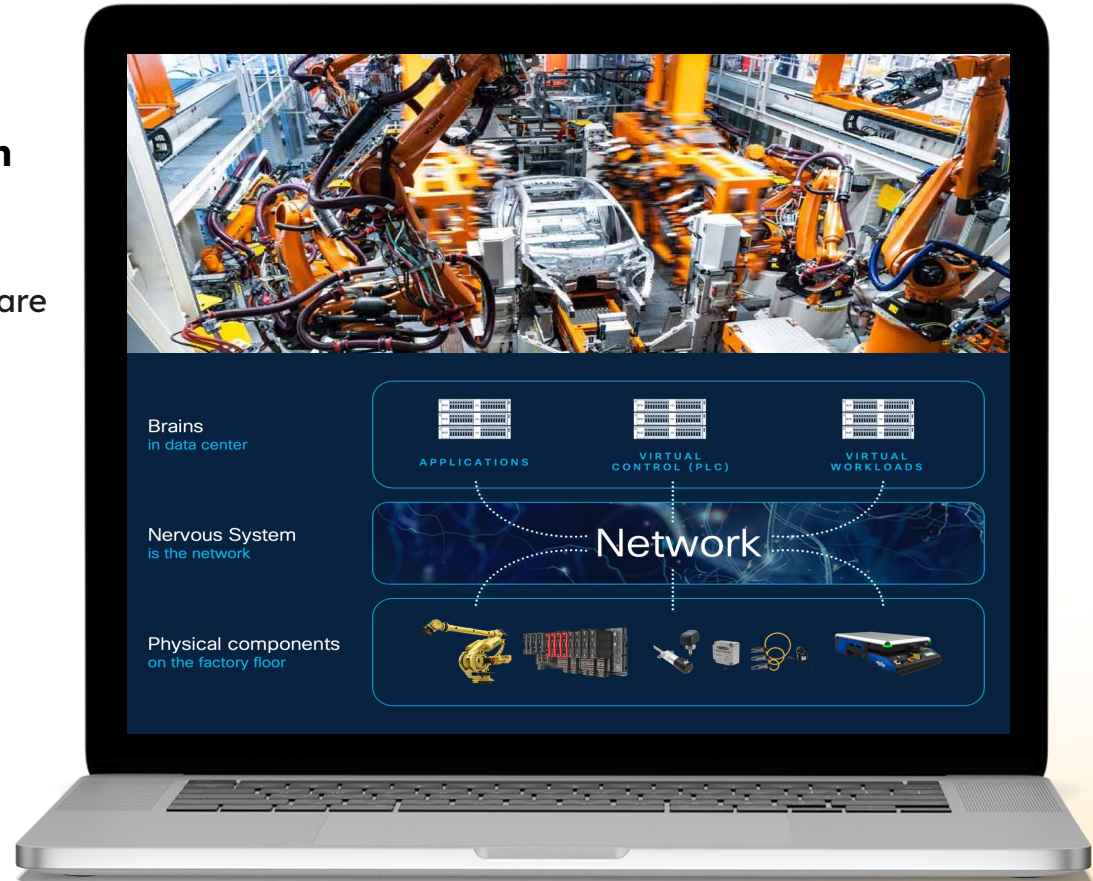 n
are
KUKA
Brains
in data center
APPLICATIONS
VIRTUAL
CONTROL (PLC)
VIRTUAL
WORKLOADS
Nervous System
is the network
Network
Physical components
on the factory floor